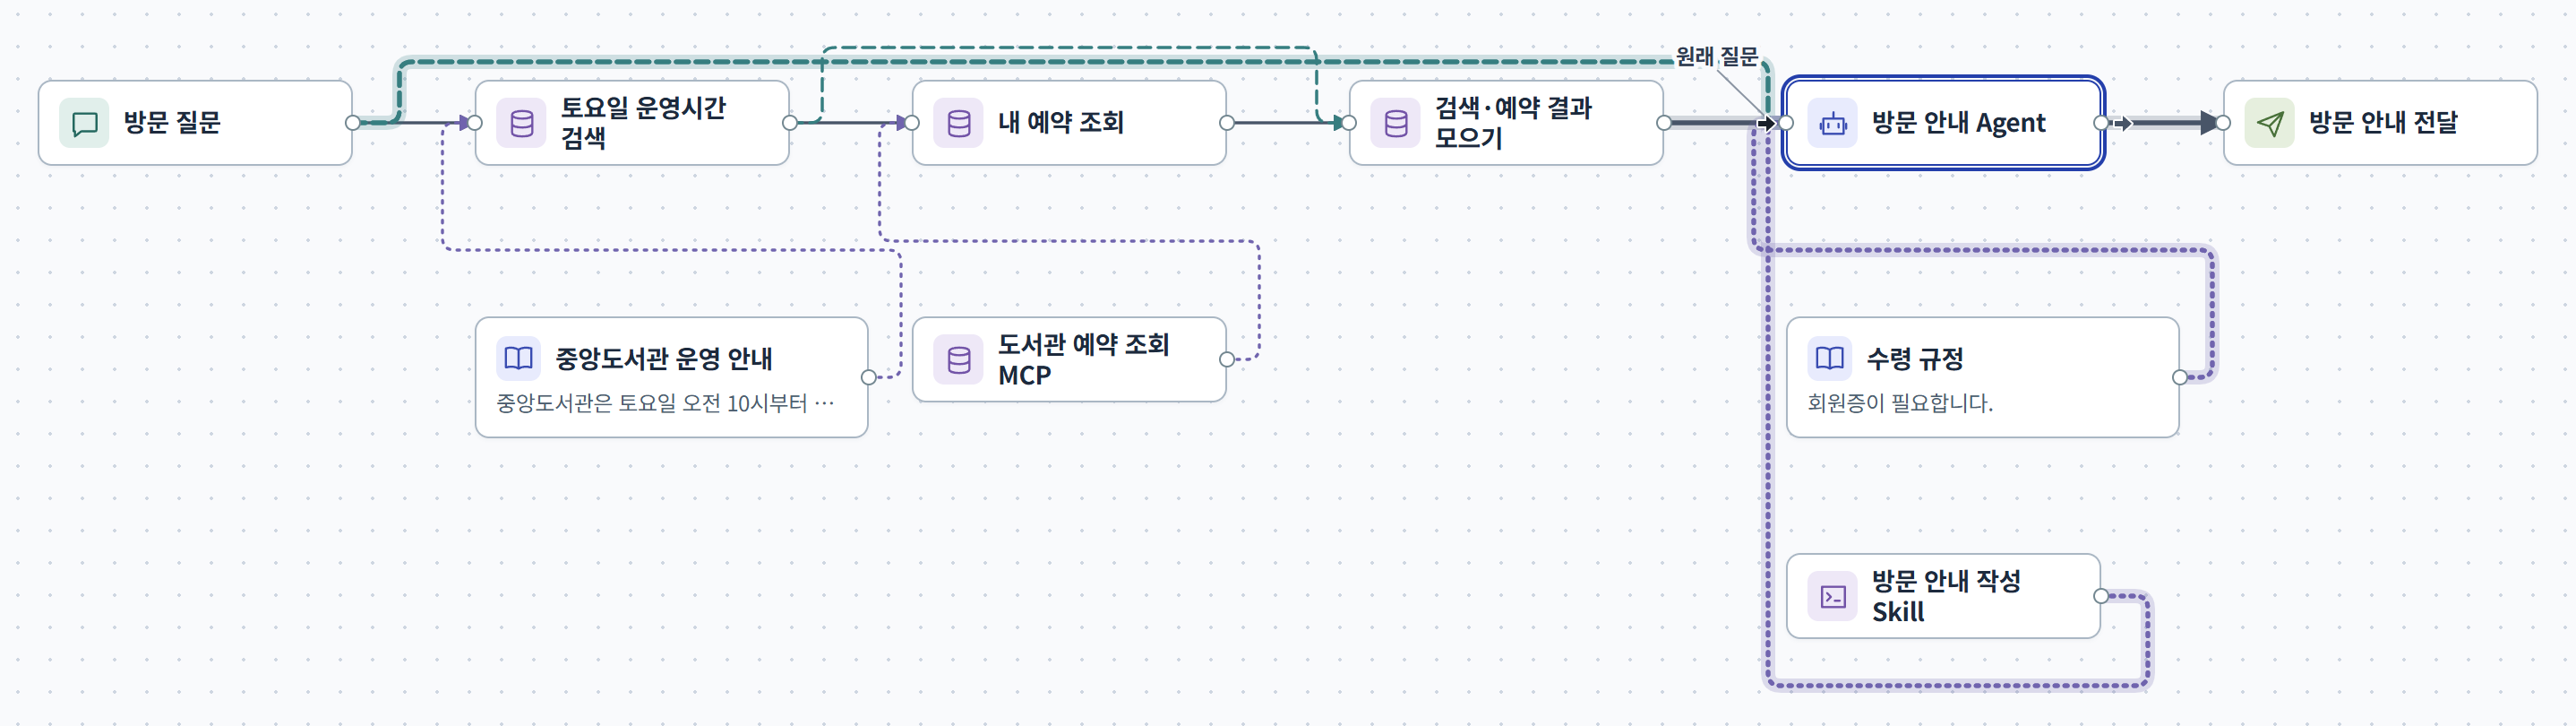 원래 질문
방문 질문
토요일 운영시간
검색
내 예약 조회
검색·예약 결과
모으기
방문 안내 Agent
방문 안내 전달
중앙도서관 운영 안내
중앙도서관은 토요일 오전 10시부터 …
도서관 예약 조회
MCP
수령 규정
회원증이 필요합니다.
방문 안내 작성
Skill